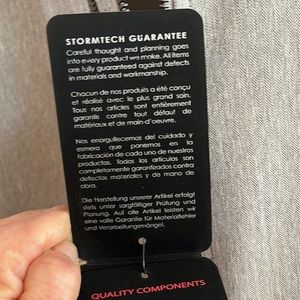 STORMTECH GUARANTEE
Careful thought and planning goes
into every product we make. All items
are fully guaranteed against defects
in materials and workmanship.
Chacun de nos produits a été conçu
et réalisé avec le plus grand soin.
Tous nos articles sont entièrement
garantis contre tout défaut de
matériaux et de main-d'oeuvre.
Nos enorgullecemos del cuidado y
esmero que ponemos en la
fabricación de cada uno de nuestros
productos. Todos los artículos son
completamente garantizados contra
defectos materiales y de mano de
obra.
Die Herstellung unserer Artikel erfolgt
stets unter sargfältiger Prüfung und
Planung. Auf alle Artikel leisten wir
eine volle Garantie für Materialfehler
und Verarbeitungsmängel.
QUALITY COMPONENTS